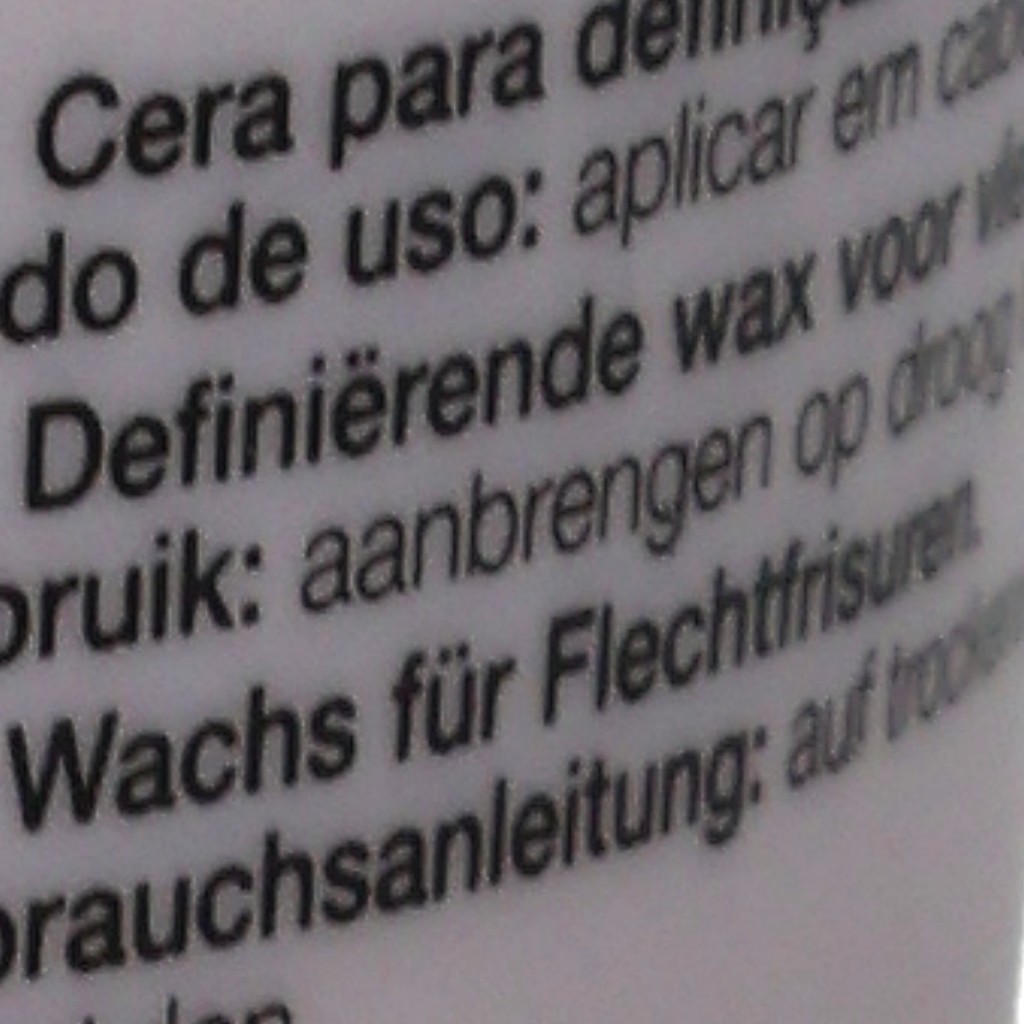 Cera para
do de uso: aplicar em
Definiërende wax voor
bruik: aanbrengen op droog
Wachs für Flechtfrisuren.
brauchsanleitung: auf